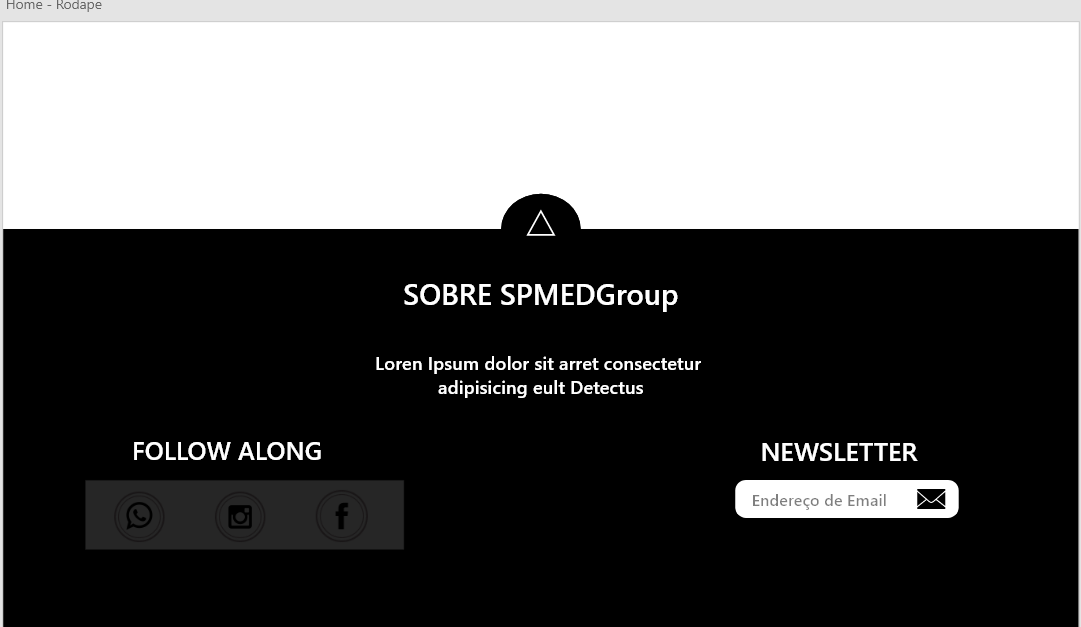 Home - Rodape
SOBRE SPMEDGroup
Loren Ipsum dolor sit arret consectetur
adipisicing eult Detectus
FOLLOW ALONG
NEWSLETTER
Endereço de Email